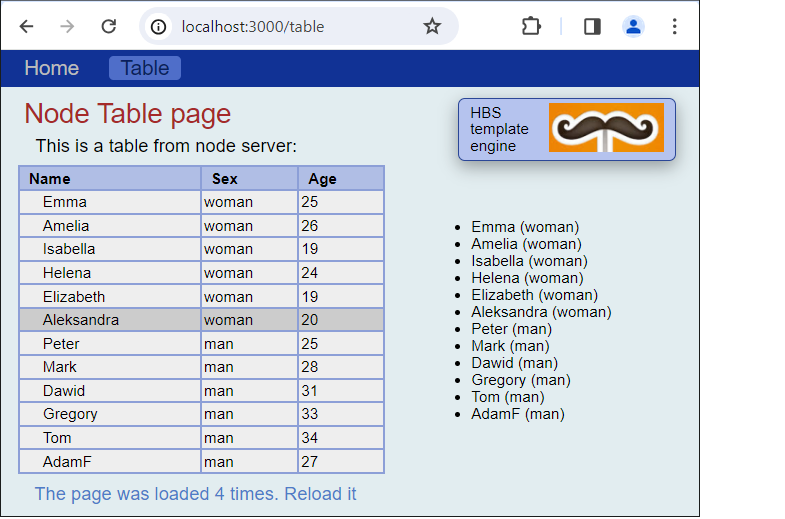 localhost:3000/table
Home Table
Node Table page
This is a table from node server:
HBS
template
engine
Name Sex Age
Emma woman 25
Amelia woman 26
Isabella woman 19
Helena woman 24
Elizabeth woman 19
Aleksandra woman 20
Peter man 25
Mark man 28
Dawid man 31
Gregory man 33
Tom man 34
AdamF man 27
The page was loaded 4 times. Reload it
Emma (woman)
Amelia (woman)
Isabella (woman)
Helena (woman)
Elizabeth (woman)
Aleksandra (woman)
Peter (man)
Mark (man)
Dawid (man)
Gregory (man)
Tom (man)
AdamF (man)